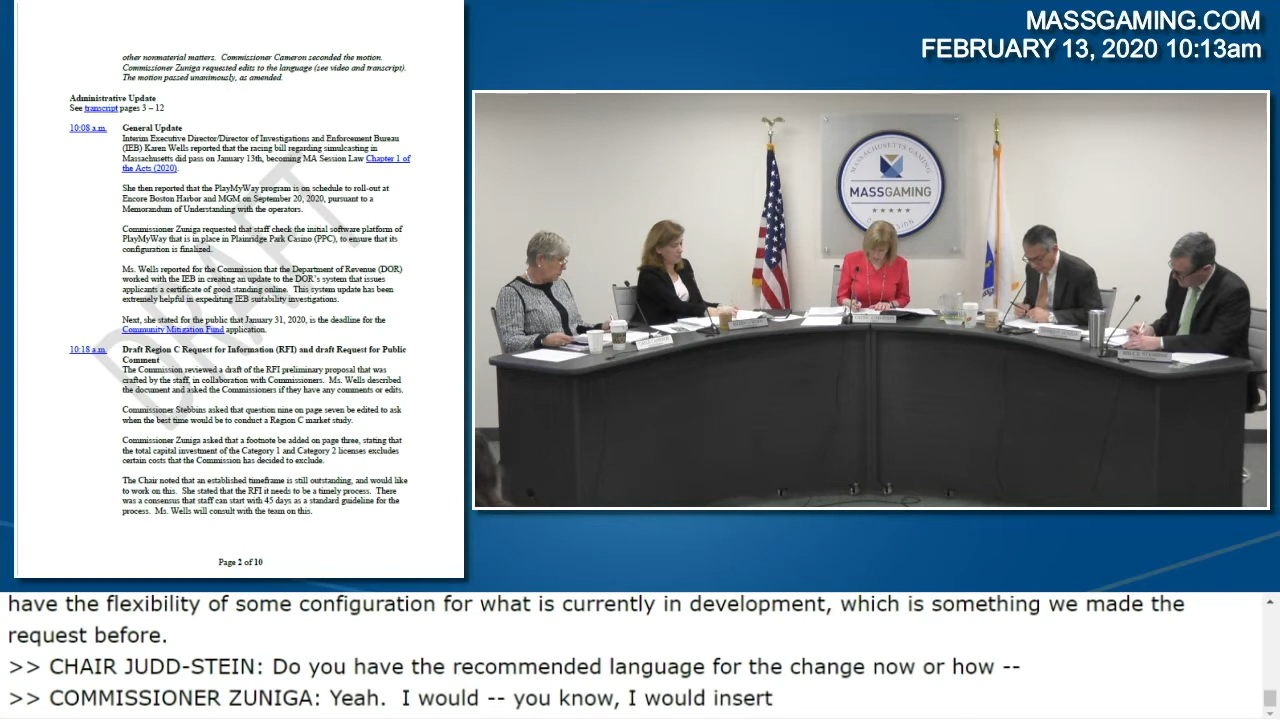 MASSGAMING.COM
FEBRUARY 13, 2020 10:13am
other nonmaterial matters.  Commissioner Cameron seconded the motion.
Commissioner Zuniga requested edits to the language (see video and transcript).
The motion passed unanimously, as amended.
Administrative Update
See transcript pages 3 – 12
10:08 a.m.
General Update
Interim Executive Director/Director of Investigations and Enforcement Bureau
(IEB) Karen Wells reported that the racing bill regarding simulcasting in
Massachusetts did pass on January 13th, becoming MA Session Law Chapter 1 of
the Acts (2020).
She then reported that the PlayMyWay program is on schedule to roll-out at
Encore Boston Harbor and MGM on September 20, 2020, pursuant to a
Memorandum of Understanding with the operators.
Commissioner Zuniga requested that staff check the initial software platform of
PlayMyWay that is in place in Plainridge Park Casino (PPC), to ensure that its
configuration is finalized.
Ms. Wells reported for the Commission that the Department of Revenue (DOR)
worked with the IEB in creating an update to the DOR's system that issues
applicants a certificate of good standing online.  This system update has been
extremely helpful in expediting IEB suitability investigations.
Next, she stated for the public that January 31, 2020, is the deadline for the
Community Mitigation Fund application.
10:18 a.m.
Draft Region C Request for Information (RFI) and draft Request for Public
Comment
The Commission reviewed a draft of the RFI preliminary proposal that was
crafted by the staff, in collaboration with Commissioners.  Ms. Wells described
the document and asked the Commissioners if they have any comments or edits.
Commissioner Stebbins asked that question nine on page seven be edited to ask
when the best time would be to conduct a Region C market study.
Commissioner Zuniga asked that a footnote be added on page three, stating that
the total capital investment of the Category 1 and Category 2 licenses excludes
certain costs that the Commission has decided to exclude.
The Chair noted that an established timeframe is still outstanding, and would like
to work on this.  She stated that the RFI it needs to be a timely process.  There
was a consensus that staff can start with 45 days as a standard guideline for the
process.  Ms. Wells will consult with the team on this.
Page 2 of 10
DRAFT
MASSACHUSETTS GAMING
MASSGAMING
have the flexibility of some configuration for what is currently in development, which is something we made the
request before.
>> CHAIR JUDD-STEIN: Do you have the recommended language for the change now or how --
>> COMMISSIONER ZUNIGA: Yeah.  I would -- you know, I would insert